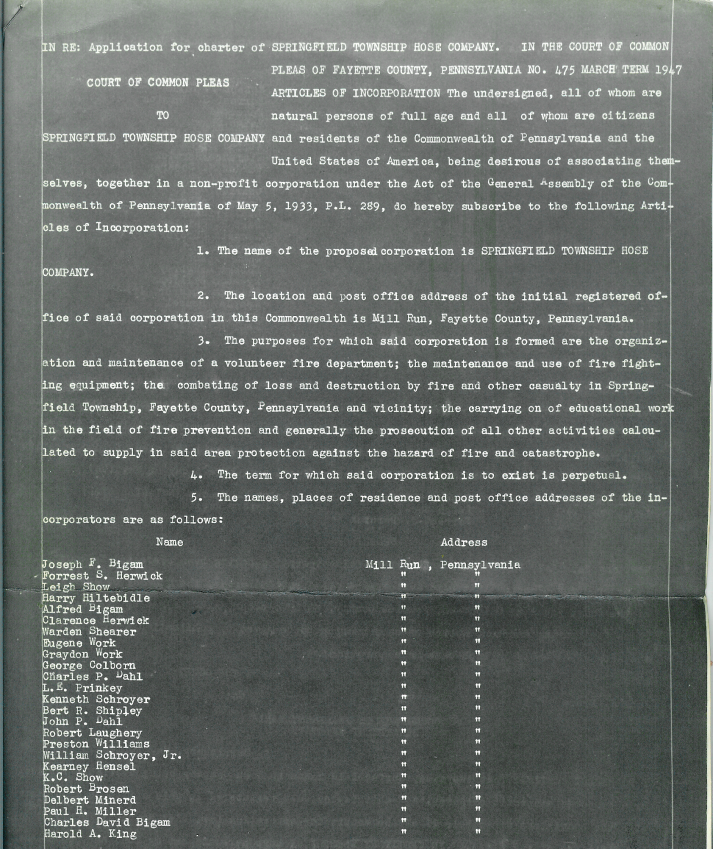 IN RE: Application for charter of SPRINGFIELD TOWNSHIP HOSE COMPANY. IN THE COURT OF COMMON
PLEAS OF FAYETTE COUNTY, PENNSYLVANIA NO. 475 MARCH TERM 1947
COURT OF COMMON PLEAS
ARTICLES OF INCORPORATION The undersigned, all of whom are
TO
natural persons of full age and all of whom are citizens
SPRINGFIELD TOWNSHIP HOSE COMPANY and residents of the Commonwealth of Pennsylvania and the
United States of America, being desirous of associating them-
selves, together in a non-profit corporation under the Act of the General Assembly of the Com-
monwealth of Pennsylvania of May 5, 1933, P.L. 289, do hereby subscribe to the following Arti-
cles of Incorporation:
1. The name of the proposed corporation is SPRINGFIELD TOWNSHIP HOSE
COMPANY.
2. The location and post office address of the initial registered of-
fice of said corporation in this Commonwealth is Mill Run, Fayette County, Pennsylvania.
3. The purposes for which said corporation is formed are the organiz-
ation and maintenance of a volunteer fire department; the maintenance and use of fire fight-
ing equipment; the combating of loss and destruction by fire and other casualty in Spring-
field Township, Fayette County, Pennsylvania and vicinity; the carrying on of educational work
in the field of fire prevention and generally the prosecution of all other activities calcu-
lated to supply in said area protection against the hazard of fire and catastrophe.
4. The term for which said corporation is to exist is perpetual.
5. The names, places of residence and post office addresses of the in-
corporators are as follows:
Name Address
Joseph F. Bigam Mill Run , Pennsylvania
Forrest S. Herwick " "
Leigh Show " "
Harry Hiltebidle " "
Alfred Bigam " "
Clarence Herwick " "
Warden Shearer " "
Eugene Work " "
Graydon Work " "
George Colborn " "
Charles P. Dahl " "
L.E. Prinkey " "
Kenneth Schroyer " "
Bert R. Shipley " "
John P. Dahl " "
Robert Laughery " "
Preston Williams " "
William Schroyer, Jr. " "
Kearney Hensel " "
K.C. Show " "
Robert Brosen " "
Delbert Minerd " "
Paul H. Miller " "
Charles David Bigam " "
Harold A. King " "